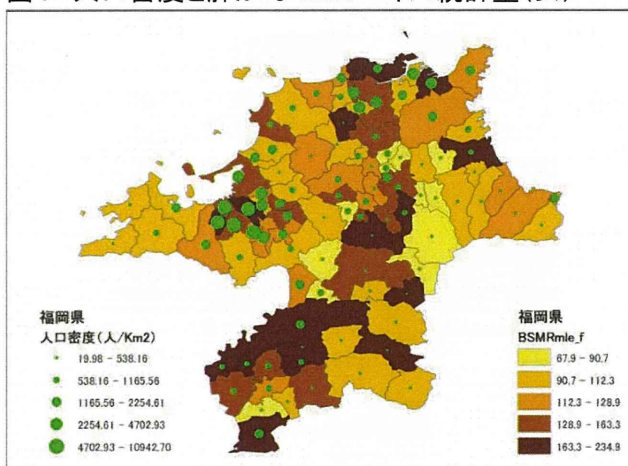 福岡県
人口密度(人/Km2)
19.98 - 538.16
538.16 - 1165.56
1165.56 - 2254.61
2254.61 - 4702.93
4702.93 - 10942.70
福岡県
BSMRmle_f
67.9 - 90.7
90.7 - 112.3
112.3 - 128.9
128.9 - 163.3
163.3 - 234.9